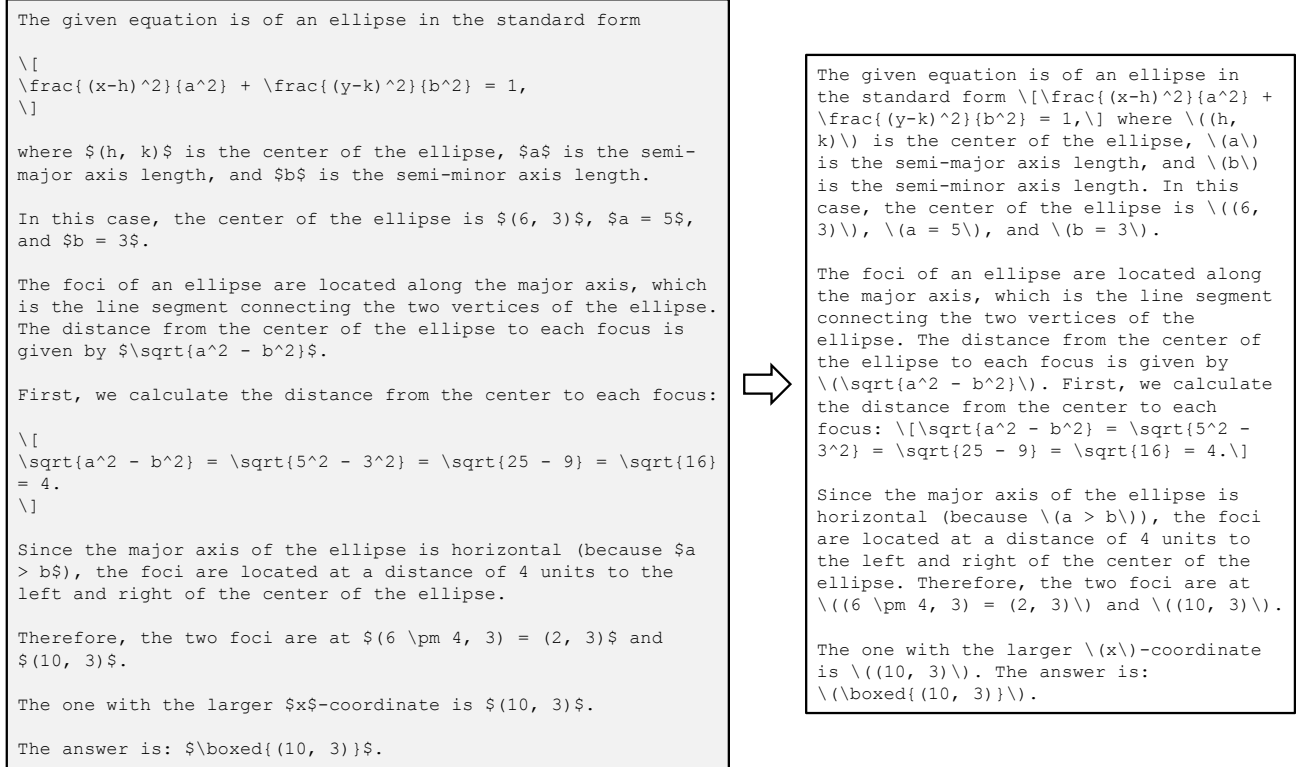 The given equation is of an ellipse in the standard form
\[
\frac{(x-h)^2}{a^2} + \frac{(y-k)^2}{b^2} = 1,
\]
where $(h, k)$ is the center of the ellipse, $a$ is the semi-
major axis length, and $b$ is the semi-minor axis length.
In this case, the center of the ellipse is $(6, 3)$, $a = 5$,
and $b = 3$.
The foci of an ellipse are located along the major axis, which
is the line segment connecting the two vertices of the ellipse.
The distance from the center of the ellipse to each focus is
given by $\sqrt{a^2 - b^2}$.
First, we calculate the distance from the center to each focus:
\[
\sqrt{a^2 - b^2} = \sqrt{5^2 - 3^2} = \sqrt{25 - 9} = \sqrt{16}
= 4.
\]
Since the major axis of the ellipse is horizontal (because $a
> b$), the foci are located at a distance of 4 units to the
left and right of the center of the ellipse.
Therefore, the two foci are at $(6 \pm 4, 3) = (2, 3)$ and
$(10, 3)$.
The one with the larger $x$-coordinate is $(10, 3)$.
The answer is: $\boxed{(10, 3)}$.
The given equation is of an ellipse in
the standard form \[\frac{(x-h)^2}{a^2} +
\frac{(y-k)^2}{b^2} = 1,\] where \((h,
k)\) is the center of the ellipse, \(a\)
is the semi-major axis length, and \(b\)
is the semi-minor axis length. In this
case, the center of the ellipse is \((6,
3)\), \(a = 5\), and \(b = 3\).
The foci of an ellipse are located along
the major axis, which is the line segment
connecting the two vertices of the
ellipse. The distance from the center of
the ellipse to each focus is given by
\(\sqrt{a^2 - b^2}\). First, we calculate
the distance from the center to each
focus: \[\sqrt{a^2 - b^2} = \sqrt{5^2 -
3^2} = \sqrt{25 - 9} = \sqrt{16} = 4.\]
Since the major axis of the ellipse is
horizontal (because \(a > b\)), the foci
are located at a distance of 4 units to
the left and right of the center of the
ellipse. Therefore, the two foci are at
\((6 \pm 4, 3) = (2, 3)\) and \((10, 3)\).
The one with the larger \(x\)-coordinate
is \((10, 3)\). The answer is:
\(\boxed{(10, 3)}\).